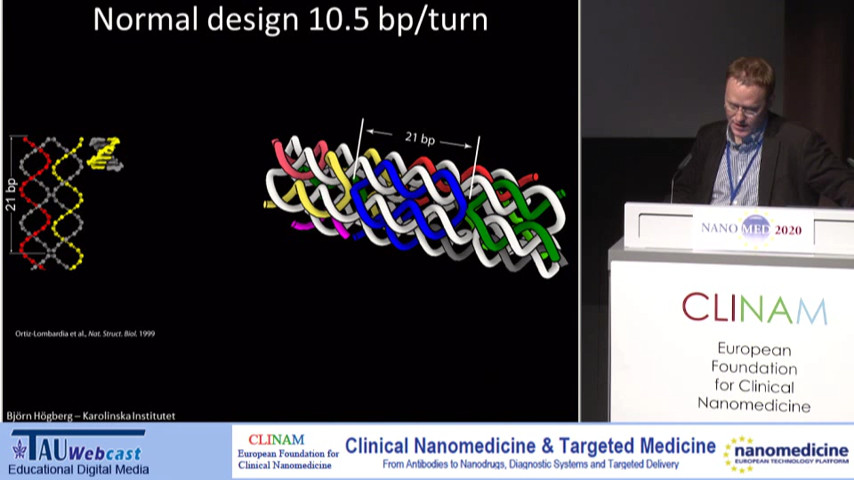 Normal design 10.5 bp/turn
21 bp
21 bp
Ortiz-Lombardia et al., Nat. Struct. Biol. 1999
Björn Högberg – Karolinska Institutet
NANO MED 2020
CLINAM
European
Foundation
for Clinical
Nanomedicine
TAU Webcast
Educational Digital Media
CLINAM
European Foundation for
Clinical Nanomedicine
Clinical Nanomedicine & Targeted Medicine
From Antibodies to Nanodrugs, Diagnostic Systems and Targeted Delivery
nanomedicine
EUROPEAN TECHNOLOGY PLATFORM